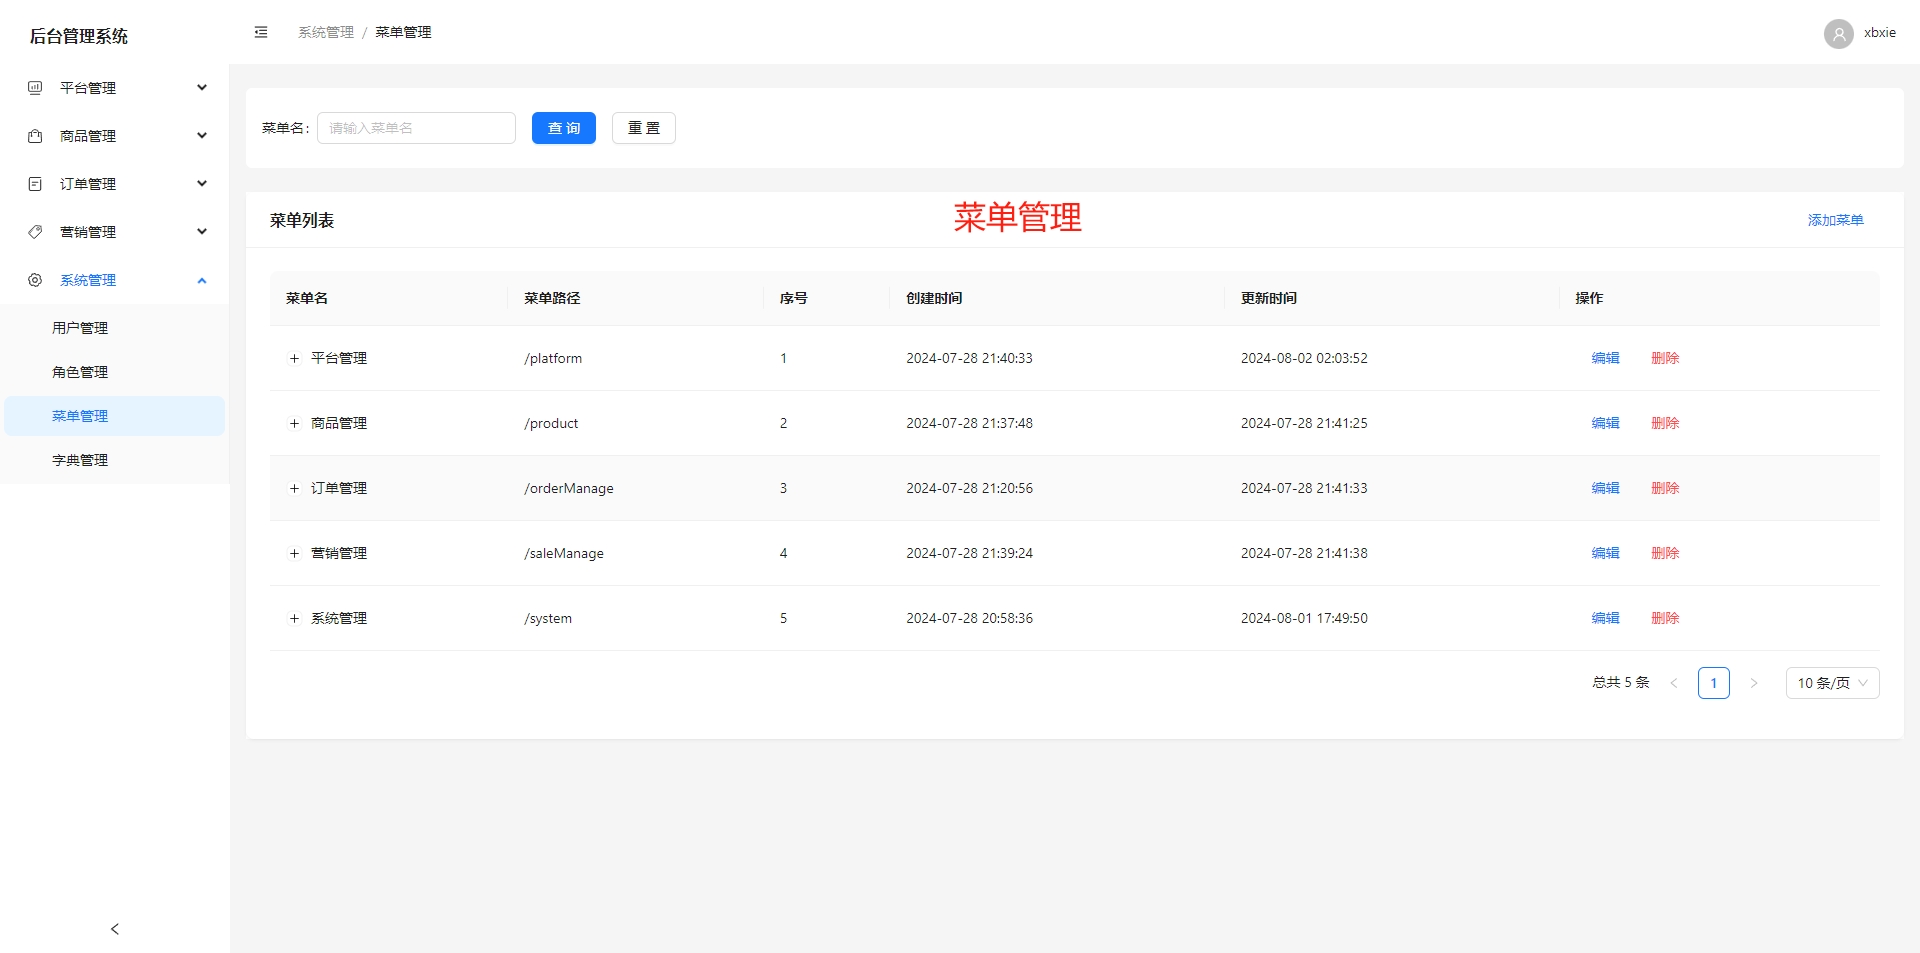 后台管理系统
系统管理 / 菜单管理
xbxie
平台管理
商品管理
订单管理
营销管理
系统管理
用户管理
角色管理
菜单管理
字典管理
菜单名: 请输入菜单名 查 询 重 置
菜单列表 菜单管理 添加菜单
菜单名 菜单路径 序号 创建时间 更新时间 操作
平台管理 /platform 1 2024-07-28 21:40:33 2024-08-02 02:03:52 编辑 删除
商品管理 /product 2 2024-07-28 21:37:48 2024-07-28 21:41:25 编辑 删除
订单管理 /orderManage 3 2024-07-28 21:20:56 2024-07-28 21:41:33 编辑 删除
营销管理 /saleManage 4 2024-07-28 21:39:24 2024-07-28 21:41:38 编辑 删除
系统管理 /system 5 2024-07-28 20:58:36 2024-08-01 17:49:50 编辑 删除
总共 5 条 < 1 > 10 条/页